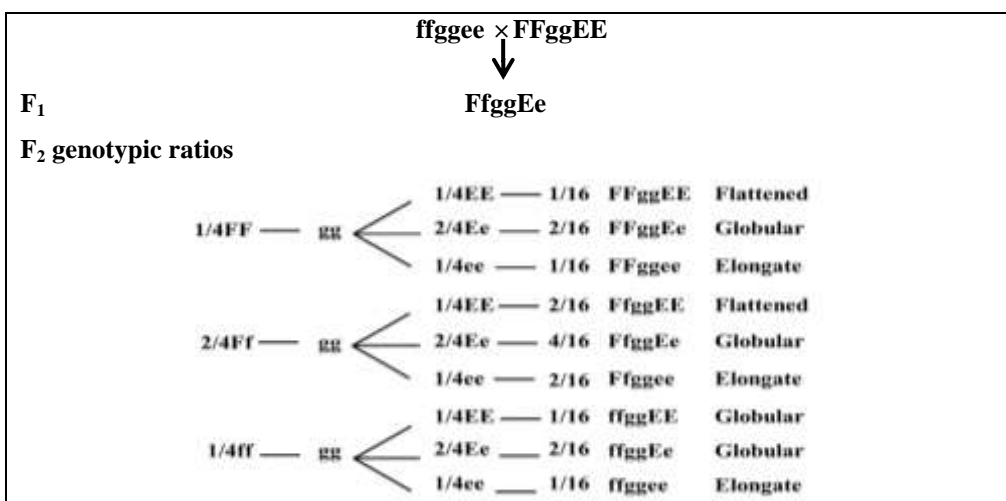 ffggee × FFggEE
F1 FfggEe
F2 genotypic ratios
1/4EE 1/16 FFggEE Flattened
1/4FF gg 2/4Ee 2/16 FFggEe Globular
1/4ee 1/16 FFggee Elongate
1/4EE 2/16 FfggEE Flattened
2/4Ff gg 2/4Ee 4/16 FfggEe Globular
1/4ee 2/16 Ffggee Elongate
1/4EE 1/16 ffggEE Globular
1/4ff gg 2/4Ee 2/16 ffggEe Globular
1/4ee 1/16 ffggee Elongate